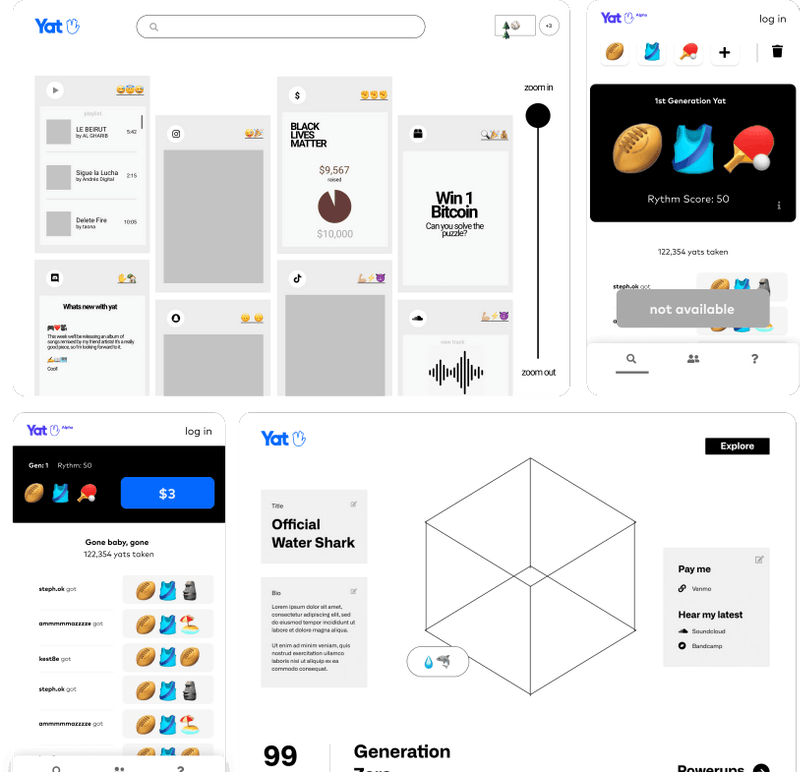 Yat
+3
zoom in
playlist
LE BEIRUT
by AL GHARIB
5:42
Sigue la Lucha
by Andrés Digital
2:15
Delete Fire
by tasna
10:05
BLACK
LIVES
MATTER
$9,567
raised
$10,000
Win 1
Bitcoin
Can you solve the
puzzle?
Whats new with yat
This week we'll be releasing an album of
songs remixed by my friend artist! It's a really
good piece, so I'm looking forward to it.
Cool!
new track
zoom out
Yat Alpha
log in
1st Generation Yat
Rythm Score: 50
122,354 yats taken
steph.ok got
not available
?
Yat Alpha
log in
Gen: 1 Rythm: 50
$3
Gone baby, gone
122,354 yats taken
steph.ok got
ammmmmazzzze got
kest8e got
steph.ok got
ammmmmazzzze got
?
Yat
Explore
Title
Official
Water Shark
Bio
Lorem ipsum dolor sit amet,
consectetur adipiscing elit, sed
do eiusmod tempor incididunt ut
labore et dolore magna aliqua.
Ut enim ad minim veniam, quis
nostrud exercitation ullamco
laboris nisi ut aliquip ex ea
commodo consequat.
Pay me
Venmo
Hear my latest
Soundcloud
Bandcamp
99
Generation
Zero
Powerups